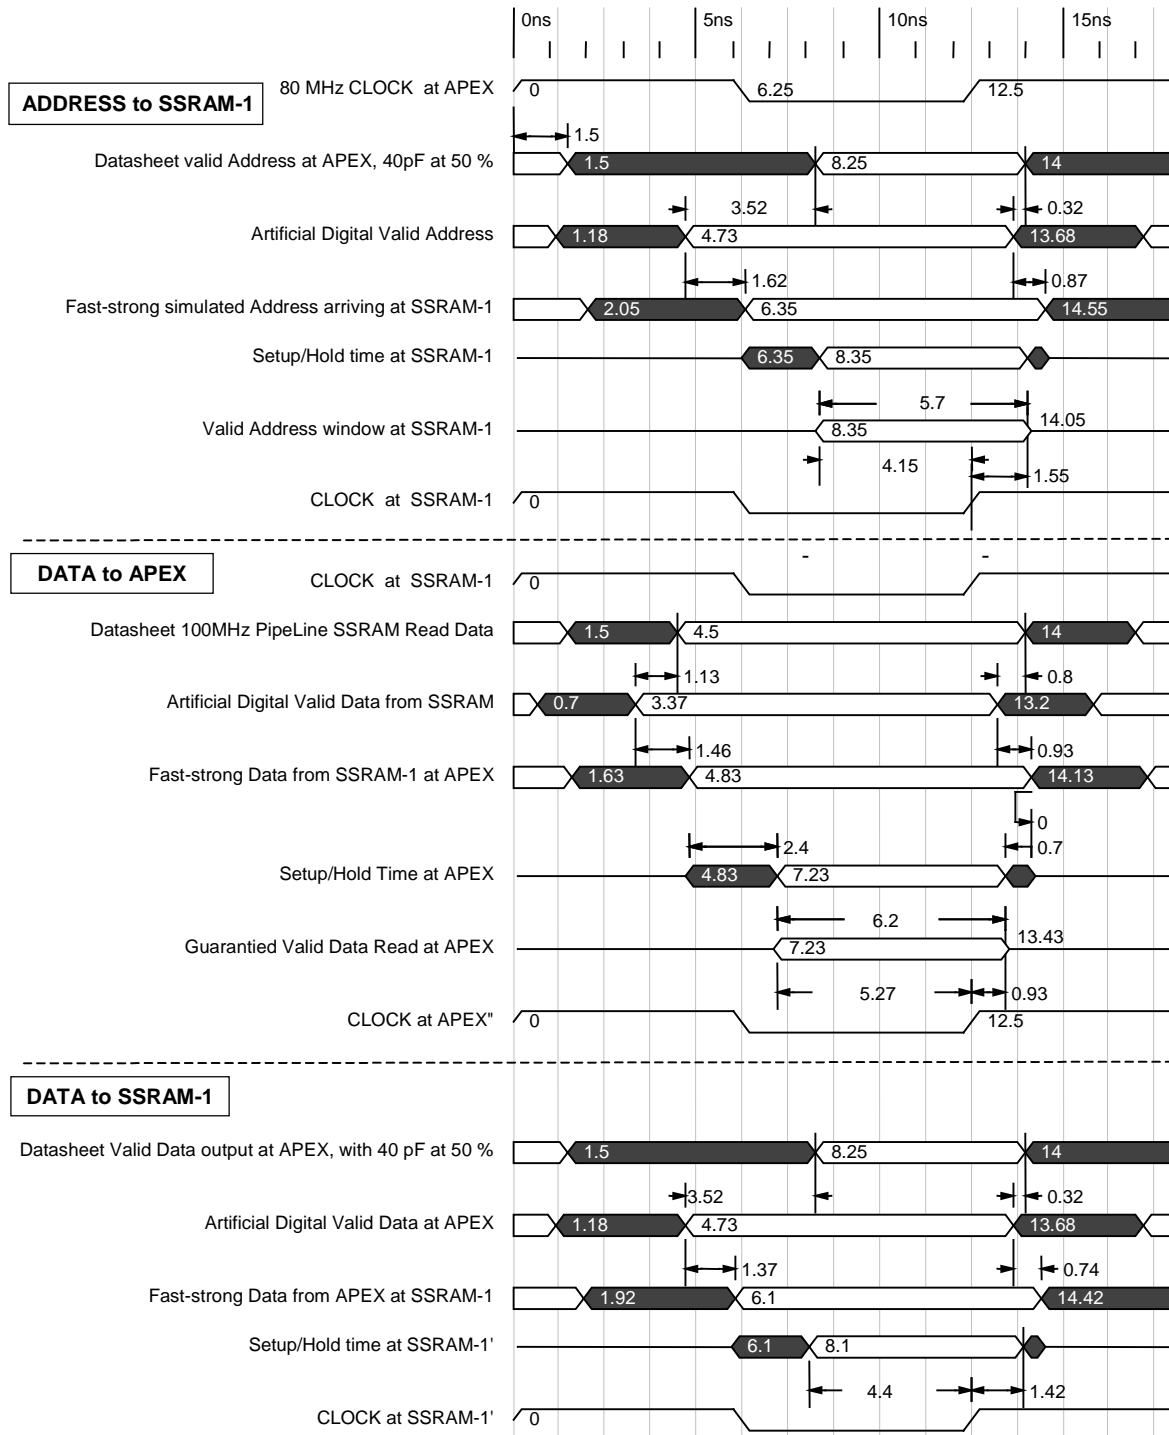 0ns 5ns 10ns 15ns
80 MHz CLOCK at APEX 0 6.25 12.5
ADDRESS to SSRAM-1
1.5
Datasheet valid Address at APEX, 40pF at 50 % 1.5 8.25 14
3.52 0.32
Artificial Digital Valid Address 1.18 4.73 13.68
1.62 0.87
Fast-strong simulated Address arriving at SSRAM-1 2.05 6.35 14.55
Setup/Hold time at SSRAM-1 6.35 8.35
5.7
14.05
Valid Address window at SSRAM-1 8.35
4.15 1.55
CLOCK at SSRAM-1 0
DATA to APEX
CLOCK at SSRAM-1 0
- -
Datasheet 100MHz PipeLine SSRAM Read Data 1.5 4.5 14
1.13 0.8
Artificial Digital Valid Data from SSRAM 0.7 3.37 13.2
1.46 0.93
Fast-strong Data from SSRAM-1 at APEX 1.63 4.83 14.13
0
2.4 0.7
Setup/Hold Time at APEX 4.83 7.23
6.2
13.43
Guarantied Valid Data Read at APEX 7.23
5.27 0.93
CLOCK at APEX" 0 12.5
DATA to SSRAM-1
Datasheet Valid Data output at APEX, with 40 pF at 50 % 1.5 8.25 14
3.52 0.32
Artificial Digital Valid Data at APEX 1.18 4.73 13.68
1.37 0.74
Fast-strong Data from APEX at SSRAM-1 1.92 6.1 14.42
Setup/Hold time at SSRAM-1' 6.1 8.1
4.4 1.42
CLOCK at SSRAM-1' 0